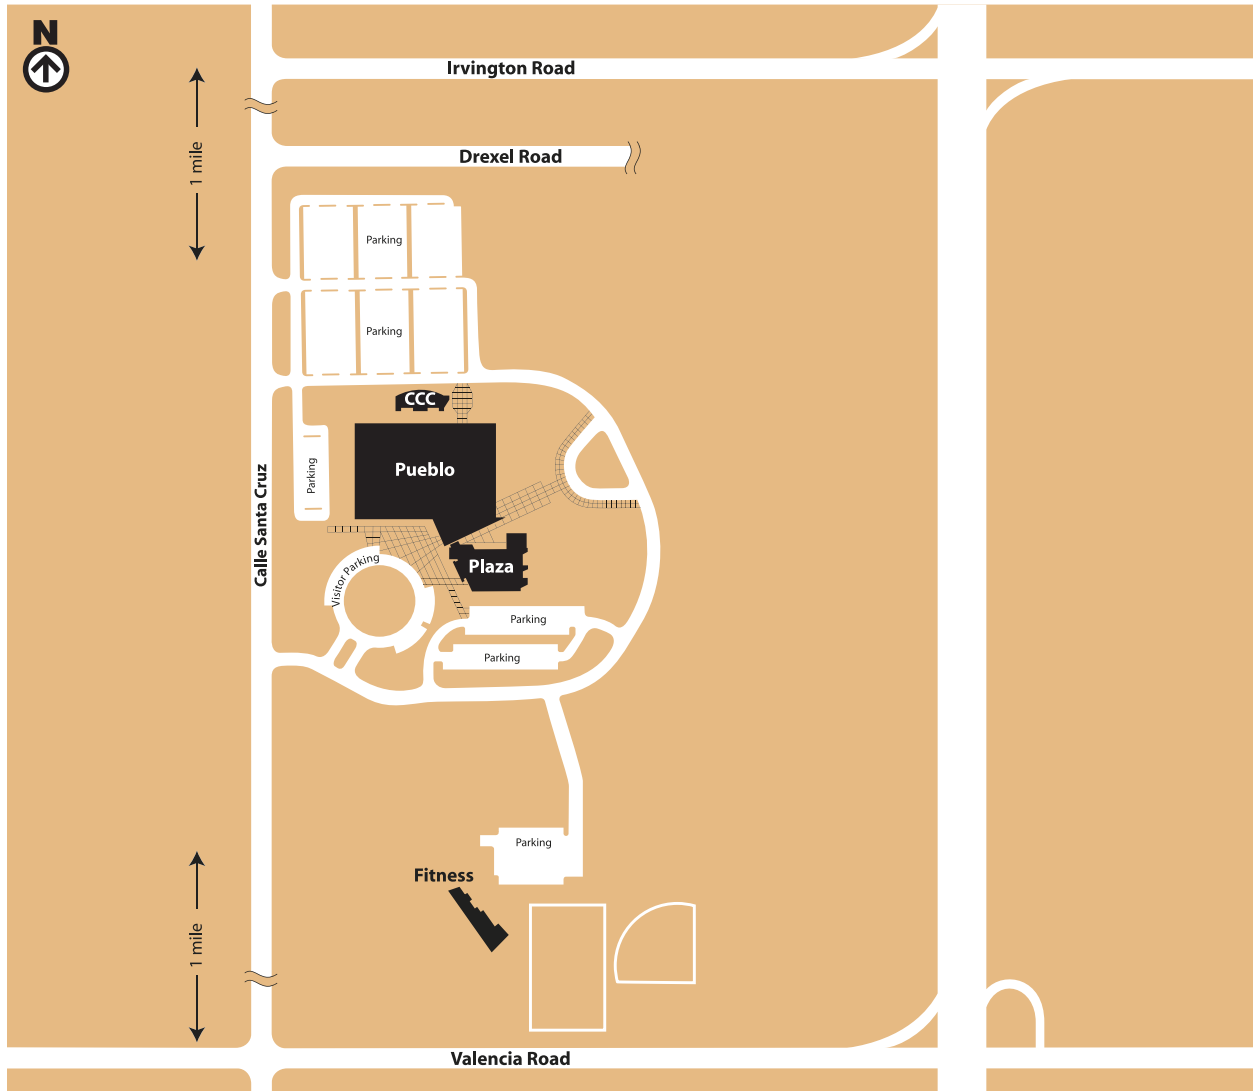 N
Irvington Road
1 mile
Drexel Road
Parking
Parking
CCC
Pueblo
Parking
Calle Santa Cruz
Visitor Parking
Plaza
Parking
Parking
Parking
Fitness
1 mile
Valencia Road